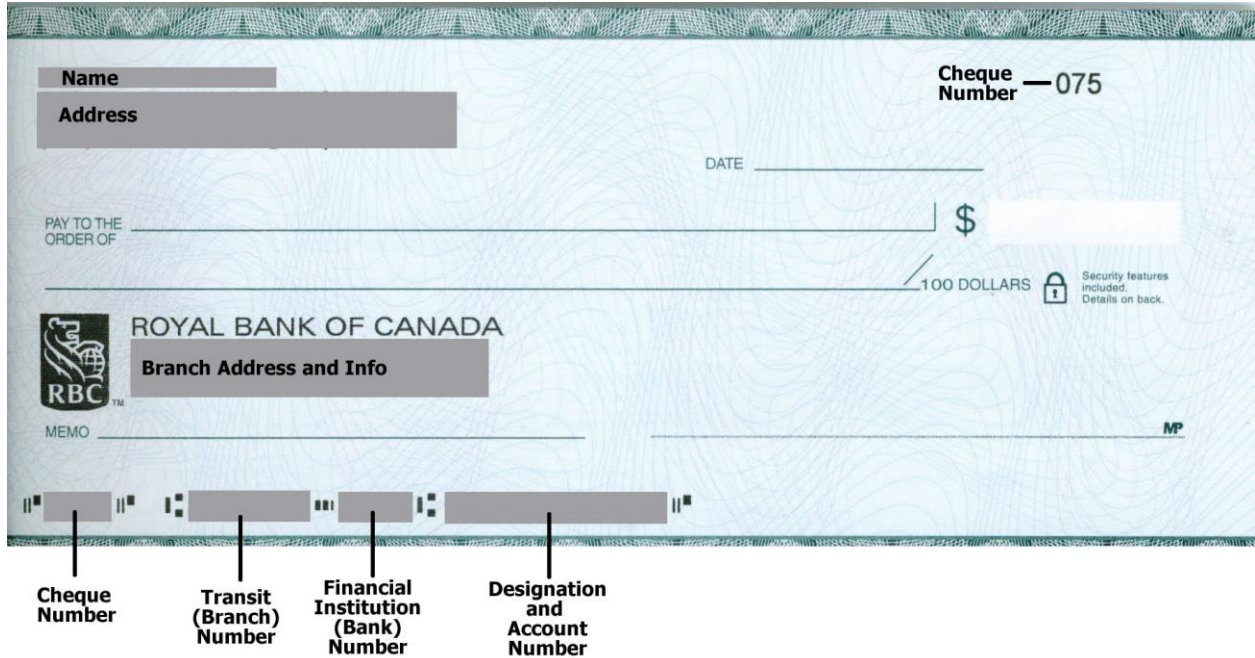 Name
Address
Cheque
Number
075
DATE
PAY TO THE
ORDER OF
$
100 DOLLARS
Security features
included.
Details on back.
ROYAL BANK OF CANADA
Branch Address and Info
RBC
TM
MEMO
MP
Cheque
Number
Transit
(Branch)
Number
Financial
Institution
(Bank)
Number
Designation
and
Account
Number